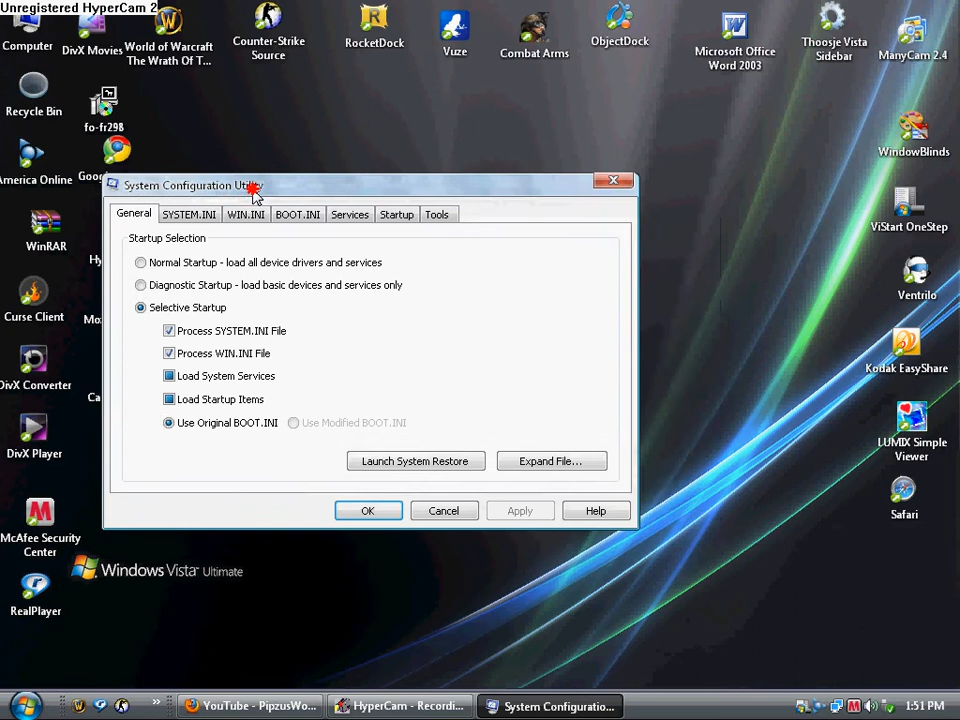 Unregistered HyperCam 2
Computer
DivX Movies
World of Warcraft
The Wrath Of T...
Counter-Strike
Source
RocketDock
Vuze
Combat Arms
ObjectDock
Microsoft Office
Word 2003
Thoosje Vista
Sidebar
ManyCam 2.4
Recycle Bin
fo-fr298
America Online
Goo
WindowBlinds
WinRAR
Hy
ViStart OneStep
Curse Client
Moz
Ventrilo
DivX Converter
Ca
Kodak EasyShare
DivX Player
LUMIX Simple
Viewer
McAfee Security
Center
Safari
RealPlayer
Windows Vista™ Ultimate
System Configuration Utility
General
SYSTEM.INI
WIN.INI
BOOT.INI
Services
Startup
Tools
Startup Selection
Normal Startup - load all device drivers and services
Diagnostic Startup - load basic devices and services only
Selective Startup
Process SYSTEM.INI File
Process WIN.INI File
Load System Services
Load Startup Items
Use Original BOOT.INI
Use Modified BOOT.INI
Launch System Restore
Expand File...
OK
Cancel
Apply
Help
YouTube - PipzusWo...
HyperCam - Recordi...
System Configuratio...
1:51 PM